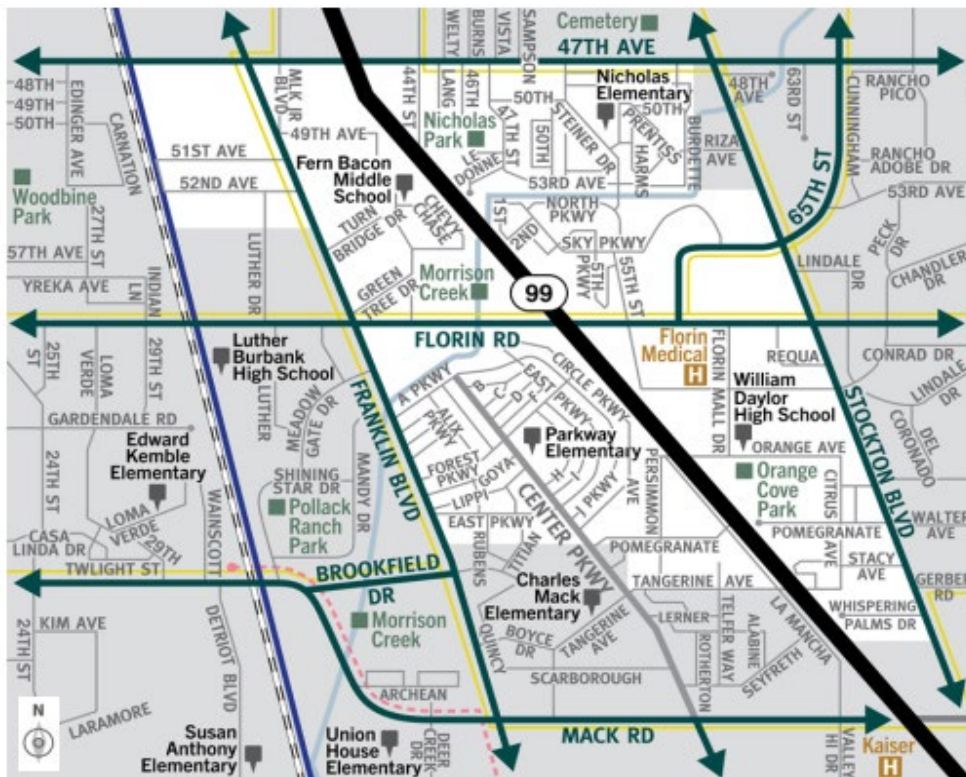 Cemetery
47TH AVE
WELTY
BURNS
VISTA
SAMPSON
48TH
49TH
50TH
EDINGER AVE
CARNATION
MLK JR
BLVD
44TH ST
LANG
46TH
50TH
47TH ST
50TH
STEINER DR
Nicholas
Elementary
50TH
PRENTISS
HARMS
BURDETTE
48TH
AVE
63RD ST
RIZA
AVE
CUNNINGHAM
RANCHO
PICO
RANCHO
ADOBE DR
53RD AVE
49TH AVE
51ST AVE
52ND AVE
Nicholas
Park
LE
DONNE
53RD AVE
Fern Bacon
Middle
School
Woodbine
Park
27TH ST
57TH AVE
YREKA AVE
INDIAN
LN
LUTHER DR
TURN
BRIDGE DR
CHEVY
CHASE
GREEN
TREE DR
Morrison
Creek
1ST
2ND
NORTH
PKWY
SKY PKWY
5TH
PKWY
55TH ST
65TH ST
PECK
DR
LINDALE
DR
CHANDLER
DR
99
FLORIN RD
25TH
ST
LOMA
VERDE
29TH ST
Luther
Burbank
High School
LUTHER
MEADOW
GATE DR
FRANKLIN BLVD
A PKWY
B
C
D
F
EAST
PKWY
CIRCLE PKWY
Florin
Medical
H
FLORIN MALL DR
REQUA
CONRAD DR
LINDALE
DR
William
Daylor
High School
ORANGE AVE
STOCKTON BLVD
DEL
CORONADO
GARDENDALE RD
Edward
Kemble
Elementary
24TH ST
SHINING
STAR DR
Pollack
Ranch
Park
MANDY DR
ALIX
PKWY
FOREST
PKWY
GOYA
LIPPI
EAST
PKWY
Parkway
Elementary
H
I PKWY
AVE
PERSIMMON
Orange
Cove
Park
CITRUS
AVE
POMEGRANATE
POMEGRANATE
WALTER
AVE
STACY
AVE
CASA
LINDA DR
LOMA
VERDE
29TH
TWLIGHT ST
WAINSCOTT
BROOKFIELD
DR
RUBENS
TITIAN
CENTER PKWY
Charles
Mack
Elementary
TANGERINE AVE
GERBER
RD
WHISPERING
PALMS DR
24TH ST
KIM AVE
LARAMORE
DETRIOT BLVD
Morrison
Creek
QUINCY
BOYCE
DR
TANGERINE
AVE
LERNER
ROTHERTON
TELFER WAY
ALABINE
SEYFRETH
LA MANCHA
SCARBOROUGH
ARCHEAN
N
Susan
Anthony
Elementary
Union
House
Elementary
DEER
CREEK
DR
MACK RD
VALLEY
HI DR
Kaiser
H